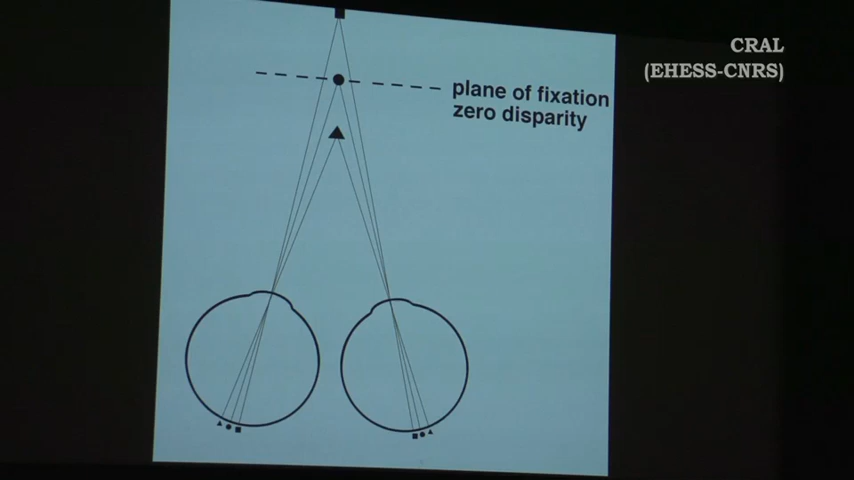 CRAL
(EHESS-CNRS)
plane of fixation
zero disparity